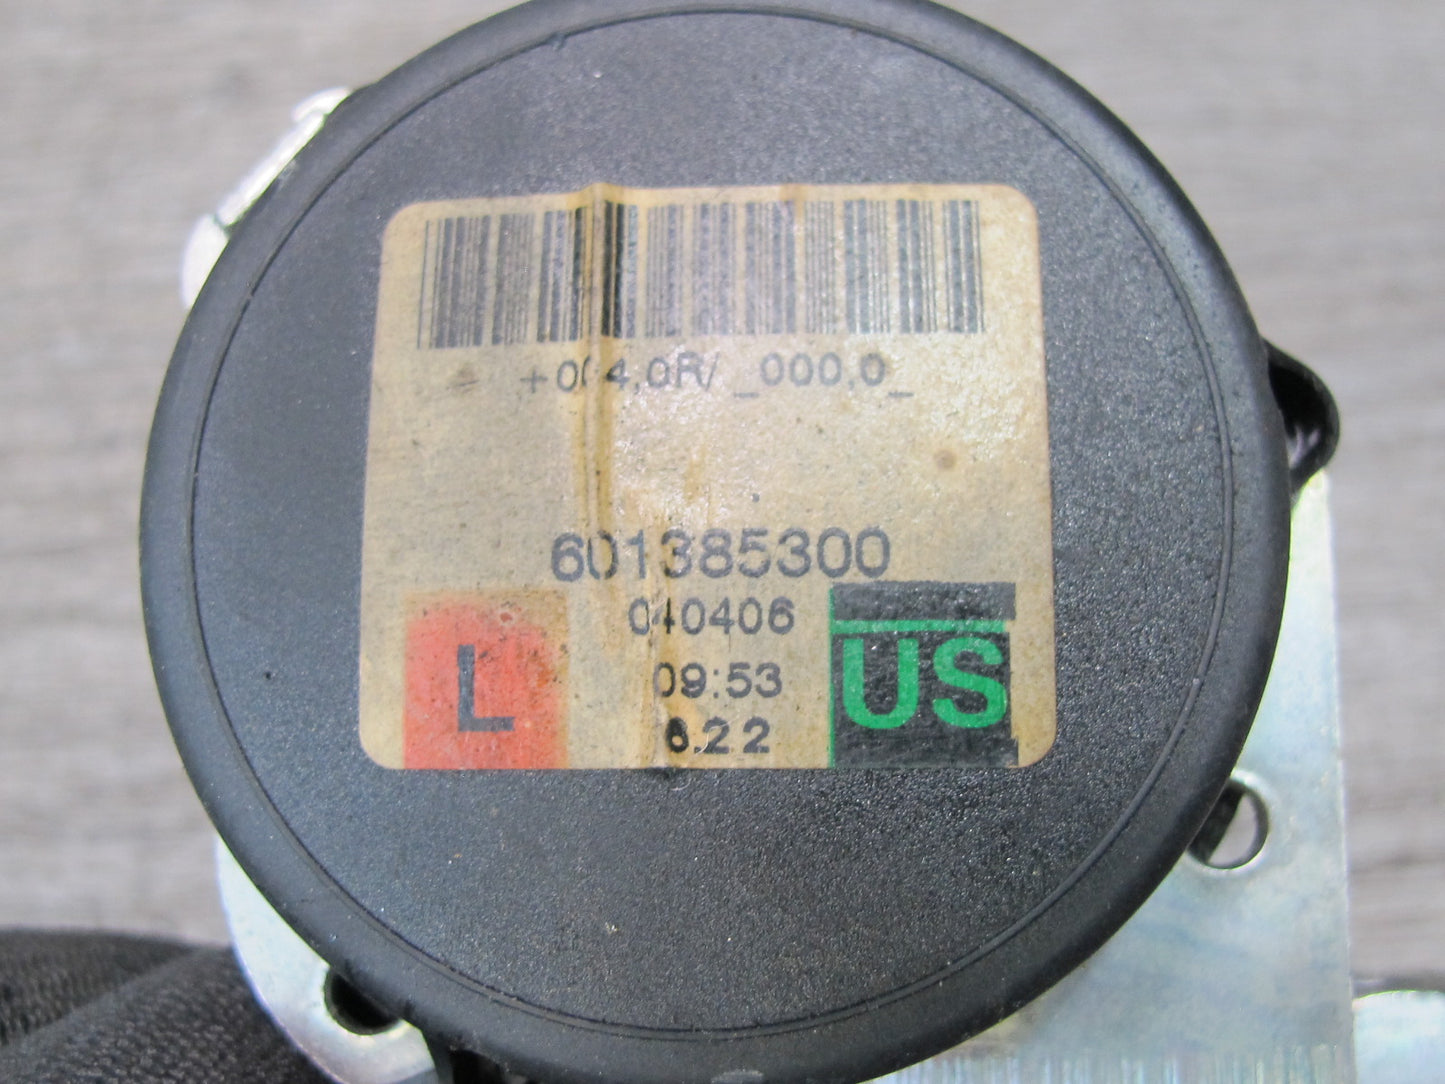 +004,0R/ _000,0_
601385300
040406
L
09:53
US
6.22